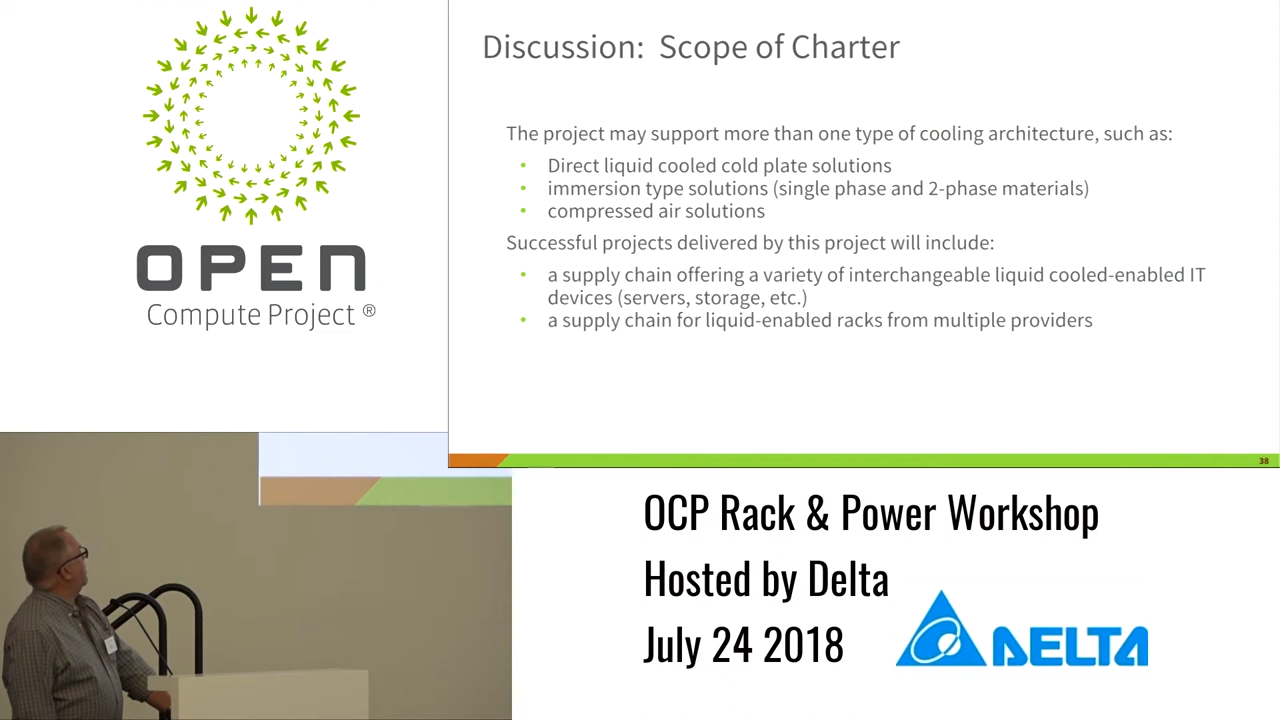 OPEN
Compute Project ®
Discussion: Scope of Charter
The project may support more than one type of cooling architecture, such as:
• Direct liquid cooled cold plate solutions
• immersion type solutions (single phase and 2-phase materials)
• compressed air solutions
Successful projects delivered by this project will include:
• a supply chain offering a variety of interchangeable liquid cooled-enabled IT
devices (servers, storage, etc.)
• a supply chain for liquid-enabled racks from multiple providers
38
OCP Rack & Power Workshop
Hosted by Delta
July 24 2018
DELTA